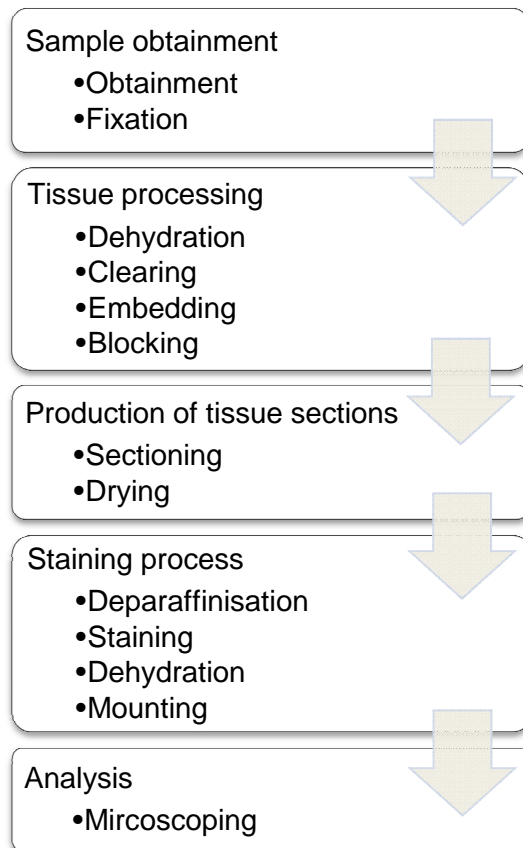 Sample obtainment
•Obtainment
•Fixation
Tissue processing
•Dehydration
•Clearing
•Embedding
•Blocking
Production of tissue sections
•Sectioning
•Drying
Staining process
•Deparaffinisation
•Staining
•Dehydration
•Mounting
Analysis
•Mircoscoping